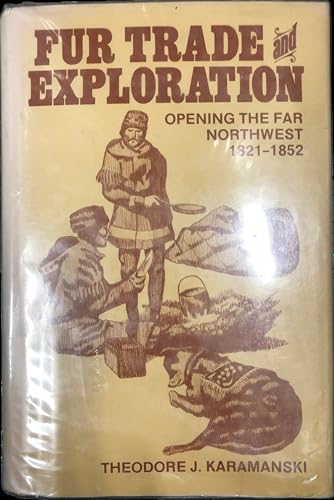 FUR TRADE and
EXPLORATION
OPENING THE FAR
NORTHWEST
1821-1852
THEODORE J. KARAMANSKI